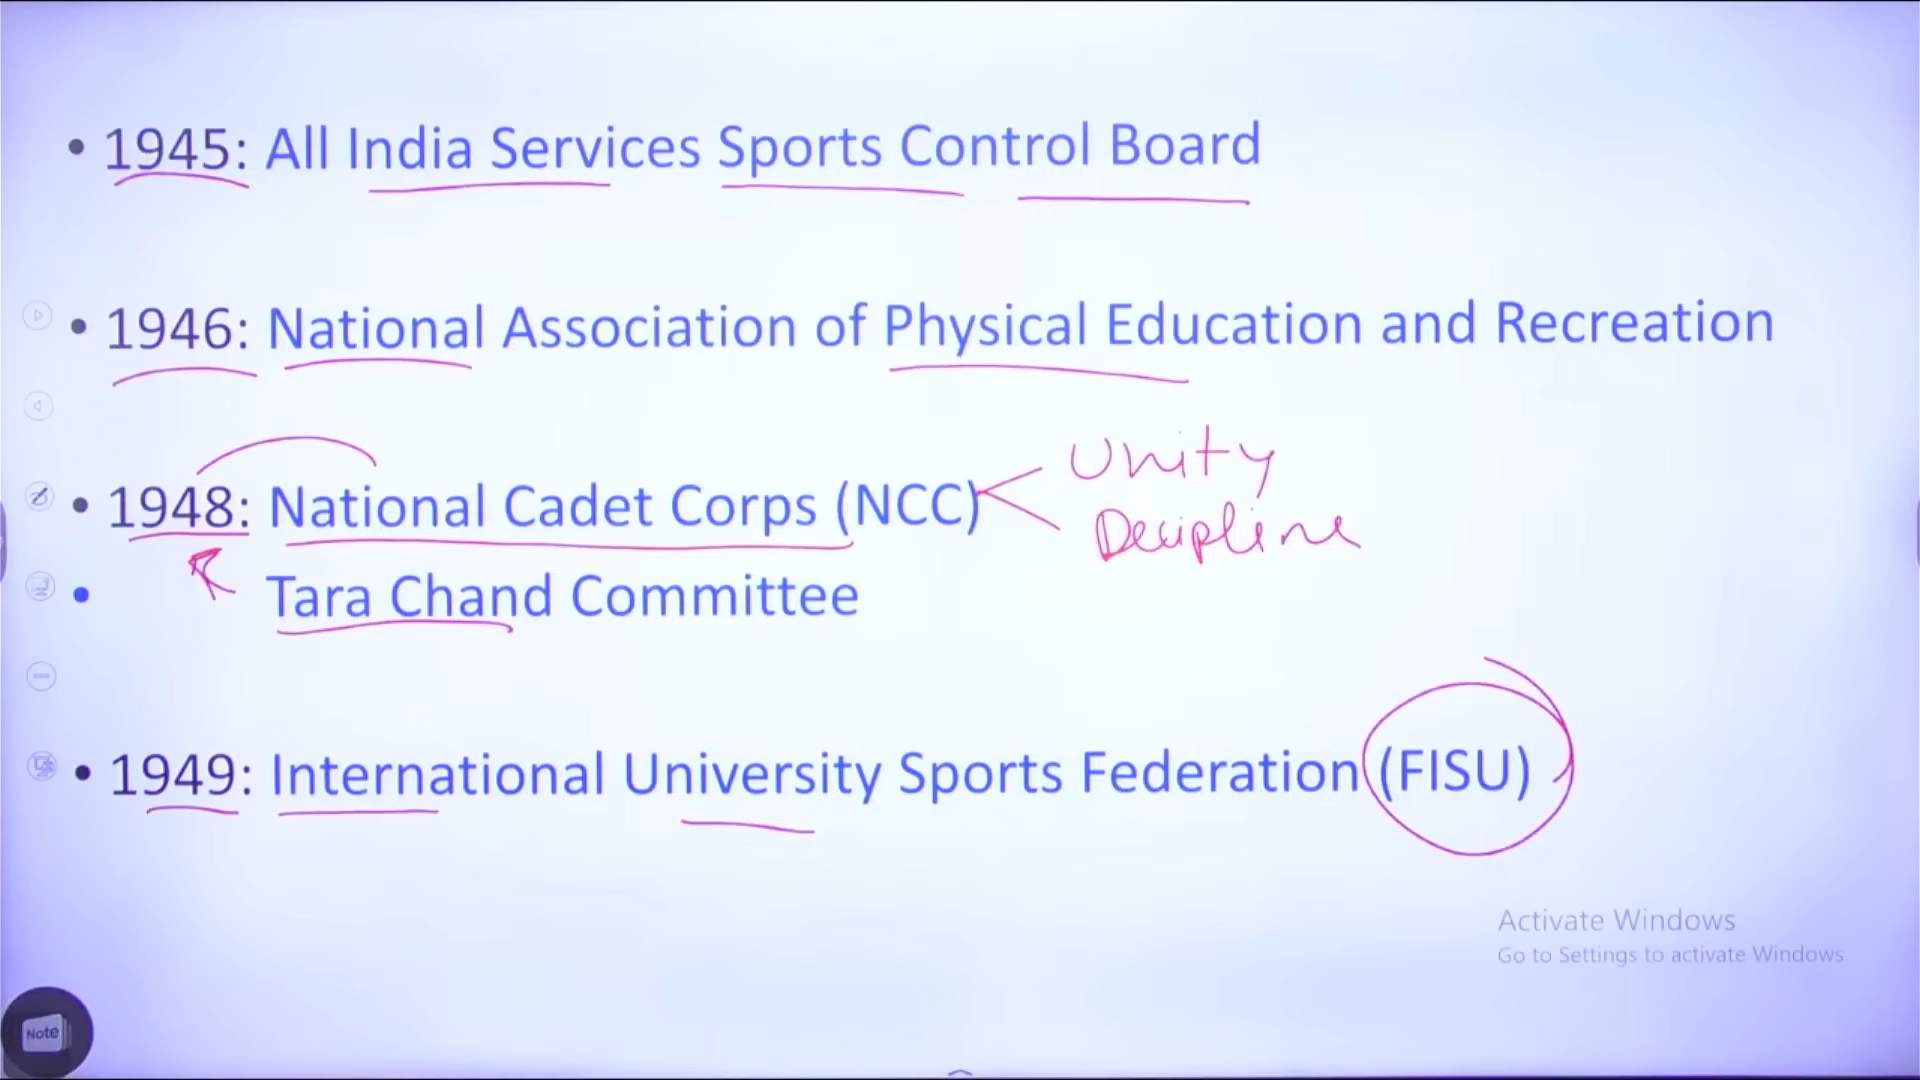 • 1945: All India Services Sports Control Board
• 1946: National Association of Physical Education and Recreation
Unity
• 1948: National Cadet Corps (NCC)
Decipline
• Tara Chand Committee
• 1949: International University Sports Federation (FISU)
Activate Windows
Go to Settings to activate Windows
Note